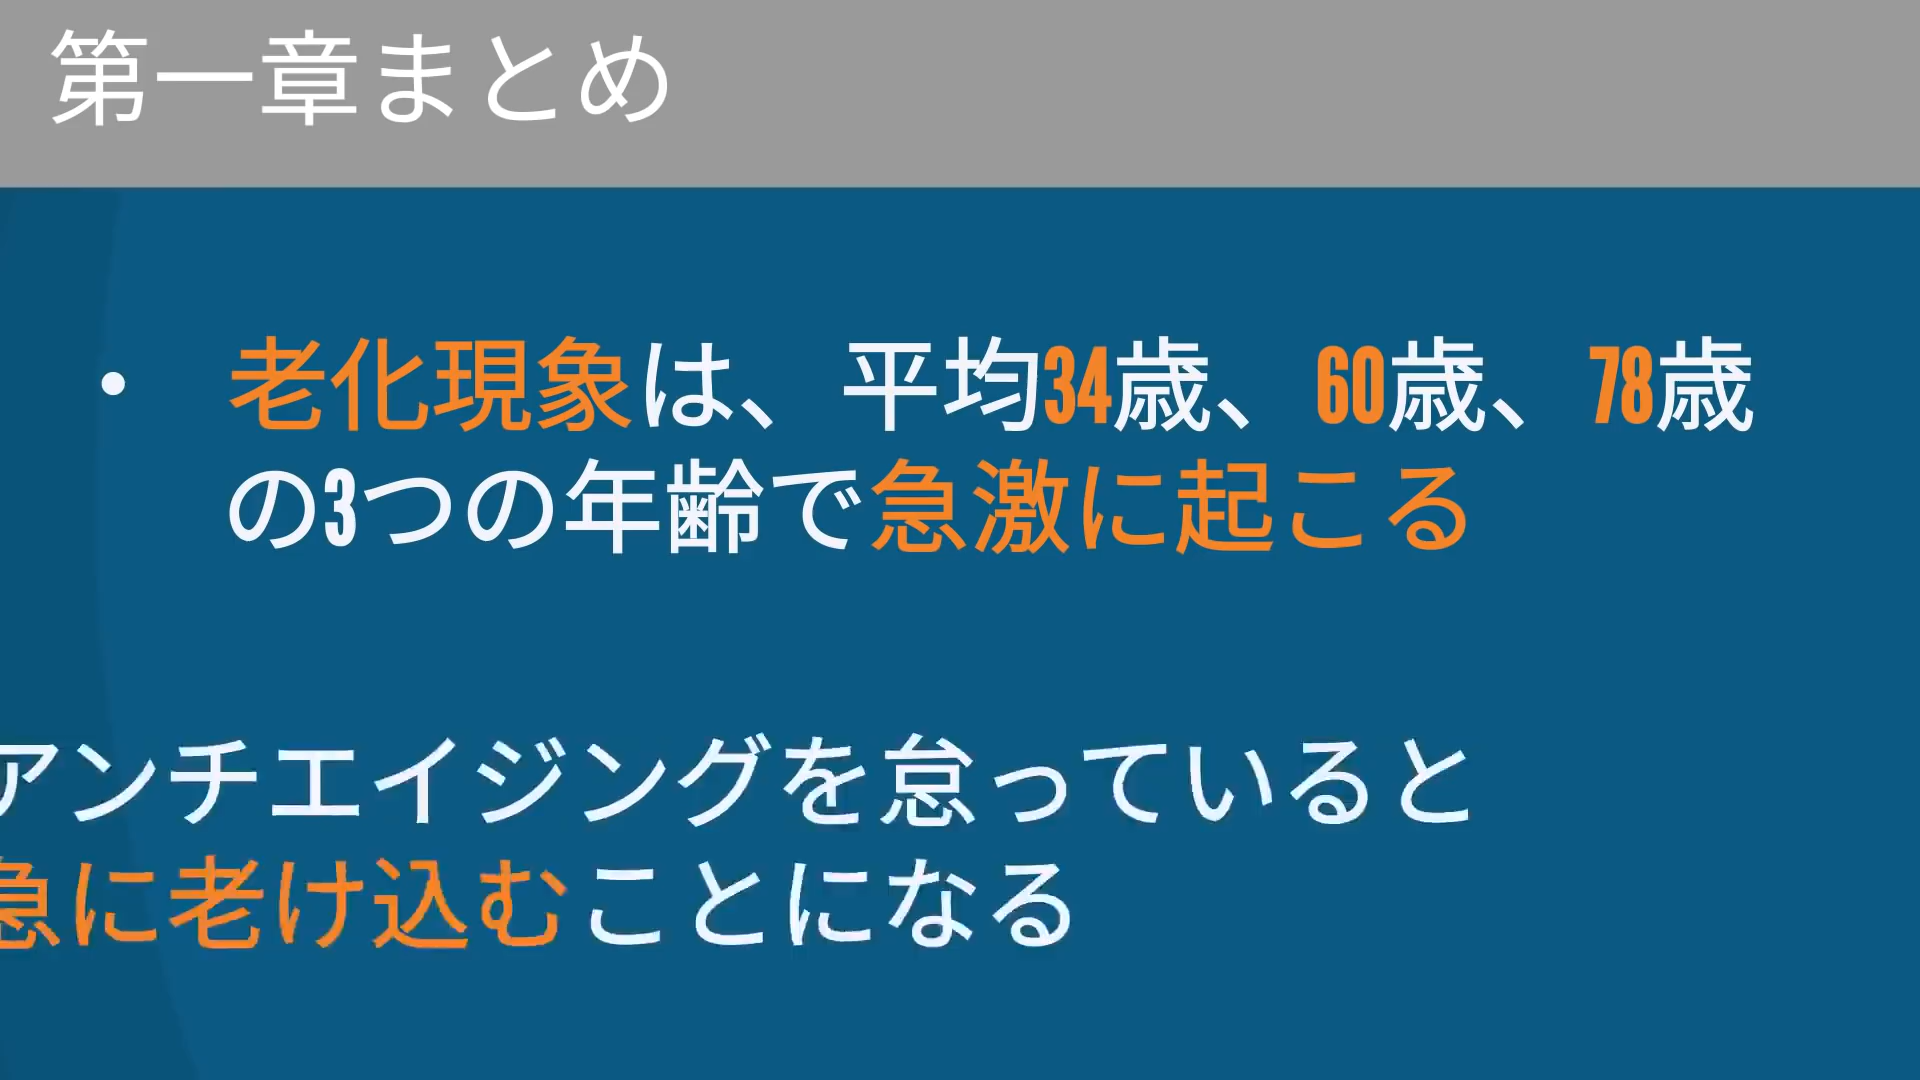 第一章まとめ
• 老化現象は、平均34歳、60歳、78歳
の3つの年齢で急激に起こる
アンチエイジングを怠っていると
急に老け込むことになる